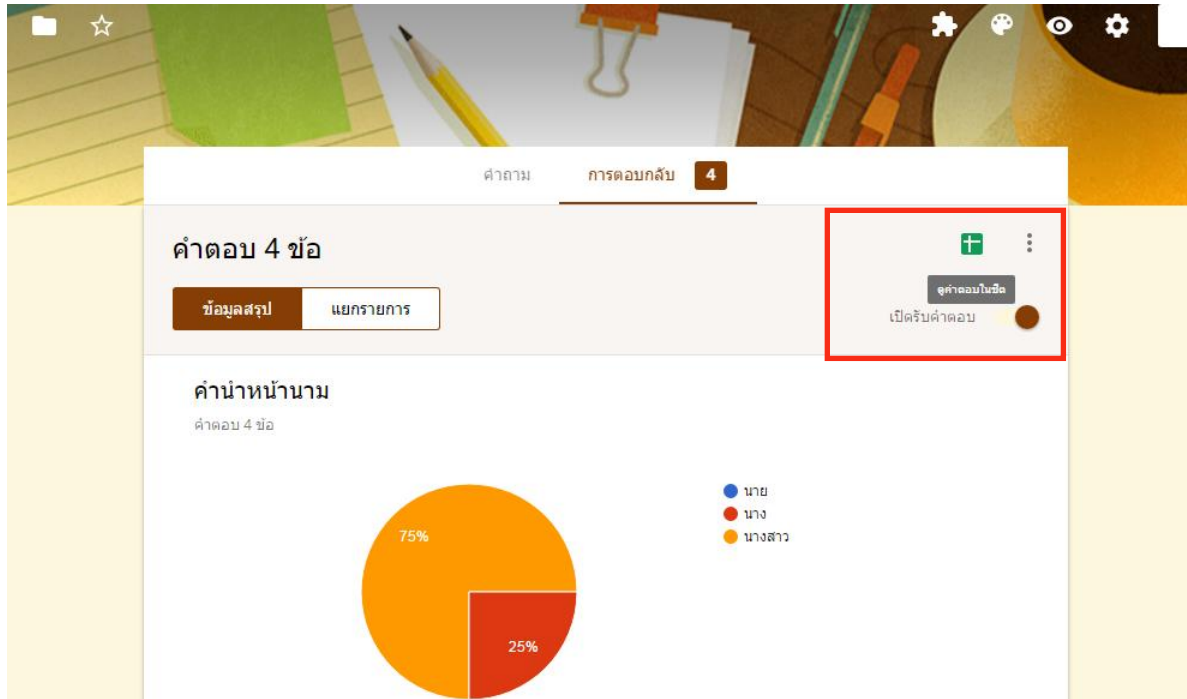 คำถาม
การตอบกลับ 4
คำตอบ 4 ข้อ
ดูคำตอบในชีต
ข้อมูลสรุป
แยกรายการ
เปิดรับคำตอบ
คำนำหน้านาม
คำตอบ 4 ข้อ
75%
25%
นาย
นาง
นางสาว